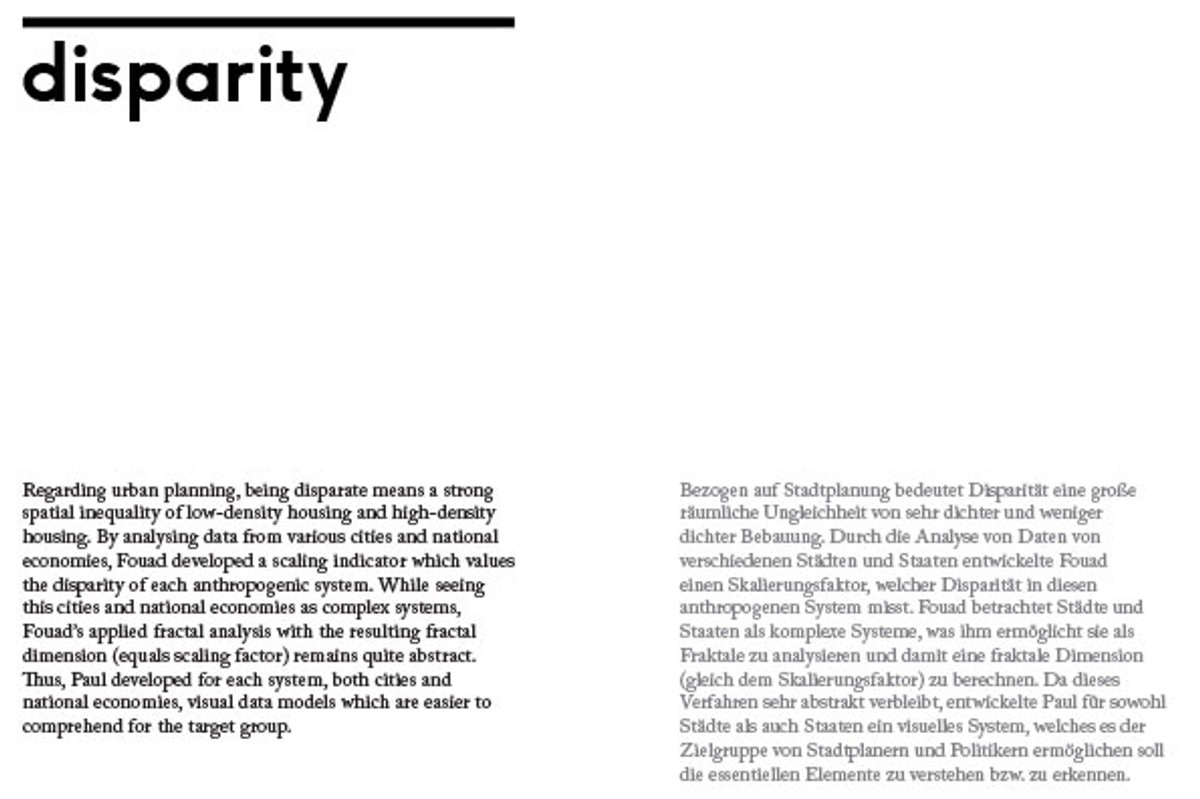 disparity
Regarding urban planning, being disparate means a strong
spatial inequality of low-density housing and high-density
housing. By analysing data from various cities and national
economies, Fouad developed a scaling indicator which values
the disparity of each anthropogenic system. While seeing
this cities and national economies as complex systems,
Fouad’s applied fractal analysis with the resulting fractal
dimension (equals scaling factor) remains quite abstract.
Thus, Paul developed for each system, both cities and
national economies, visual data models which are easier to
comprehend for the target group.
Bezogen auf Stadtplanung bedeutet Disparität eine große
räumliche Ungleichheit von sehr dichter und weniger
dichter Bebauung. Durch die Analyse von Daten von
verschiedenen Städten und Staaten entwickelte Fouad
einen Skalierungsfaktor, welcher Disparität in diesen
anthropogenen System misst. Fouad betrachtet Städte und
Staaten als komplexe Systeme, was ihm ermöglicht sie als
Fraktale zu analysieren und damit eine fraktale Dimension
(gleich dem Skalierungsfaktor) zu berechnen. Da dieses
Verfahren sehr abstrakt verbleibt, entwickelte Paul für sowohl
Städte als auch Staaten ein visuelles System, welches es der
Zielgruppe von Stadtplanern und Politikern ermöglichen soll
die essentiellen Elemente zu verstehen bzw. zu erkennen.